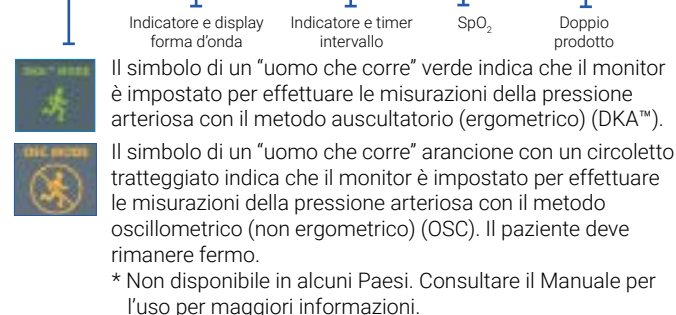 Indicatore e display forma d'onda
Indicatore e timer intervallo
SpO₂
Doppio prodotto
DKA™ MODE
Il simbolo di un "uomo che corre" verde indica che il monitor
è impostato per effettuare le misurazioni della pressione
arteriosa con il metodo auscultatorio (ergometrico) (DKA™).
OSC MODE
Il simbolo di un "uomo che corre" arancione con un circoletto
tratteggiato indica che il monitor è impostato per effettuare
le misurazioni della pressione arteriosa con il metodo
oscillometrico (non ergometrico) (OSC). Il paziente deve
rimanere fermo.
* Non disponibile in alcuni Paesi. Consultare il Manuale per
l'uso per maggiori informazioni.